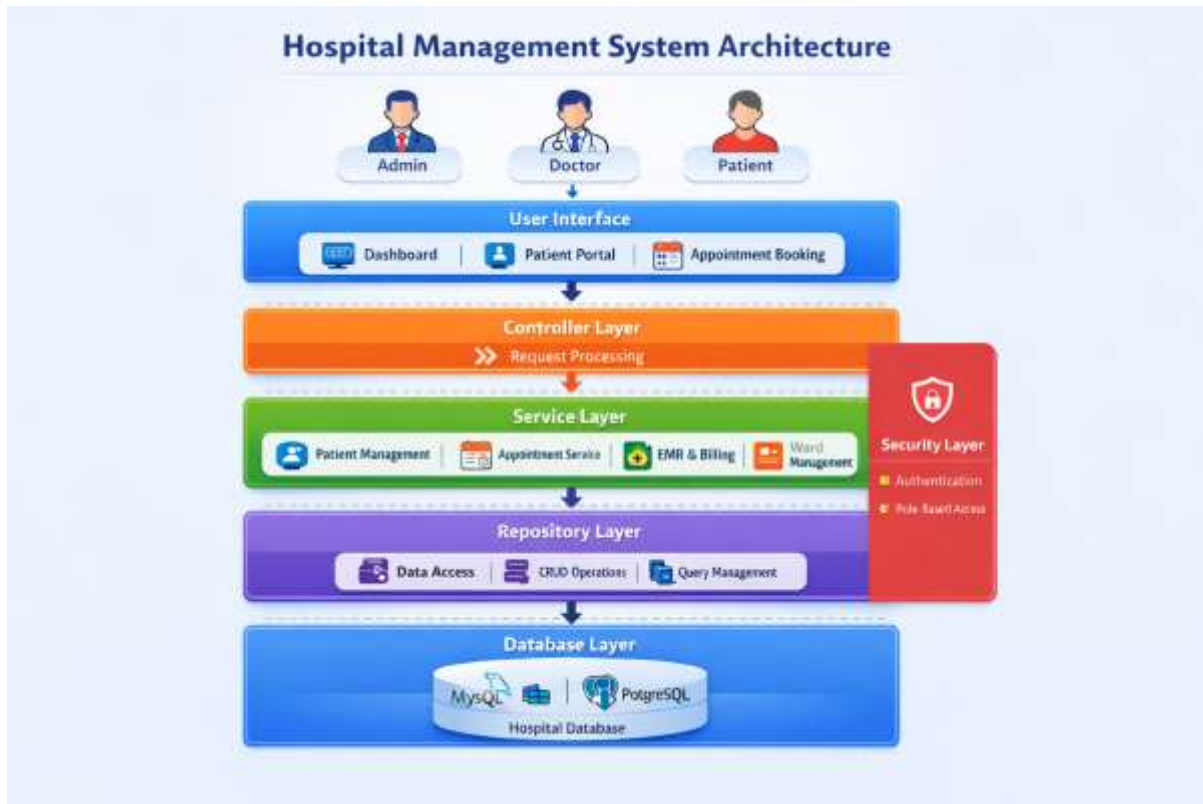 Hospital Management System Architecture
Admin
Doctor
Patient
User Interface
Dashboard
Patient Portal
Appointment Booking
Controller Layer
Request Processing
Service Layer
Patient Management
Appointment Service
EMR & Billing
Ward
Management
Security Layer
Authentication
Role-Based Access
Repository Layer
Data Access
CRUD Operations
Query Management
Database Layer
MysQL
PotgreSQL
Hospital Database